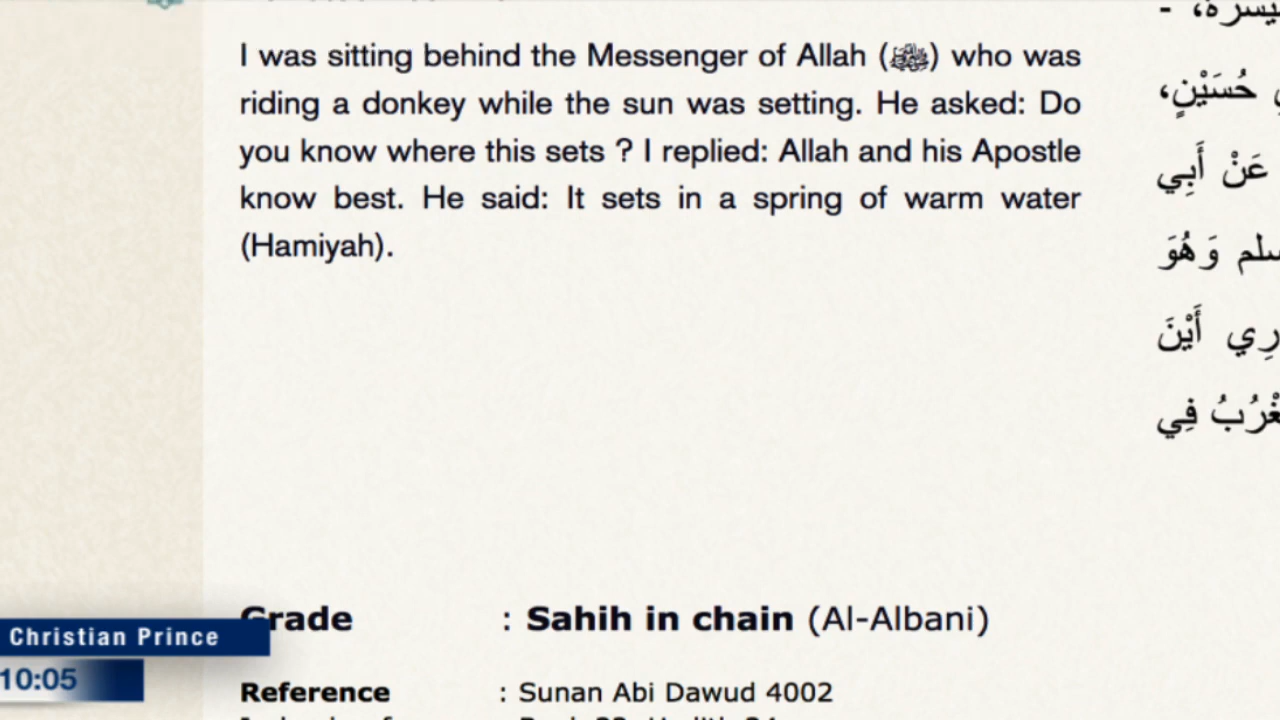 I was sitting behind the Messenger of Allah (ﷺ) who was
riding a donkey while the sun was setting. He asked: Do
you know where this sets ? I replied: Allah and his Apostle
know best. He said: It sets in a spring of warm water
(Hamiyah).
حُسَيْنٍ،
عَنْ أَبِي
وَهُوَ
أَيْنَ
فِي
Grade : Sahih in chain (Al-Albani)
Christian Prince
10:05
Reference : Sunan Abi Dawud 4002